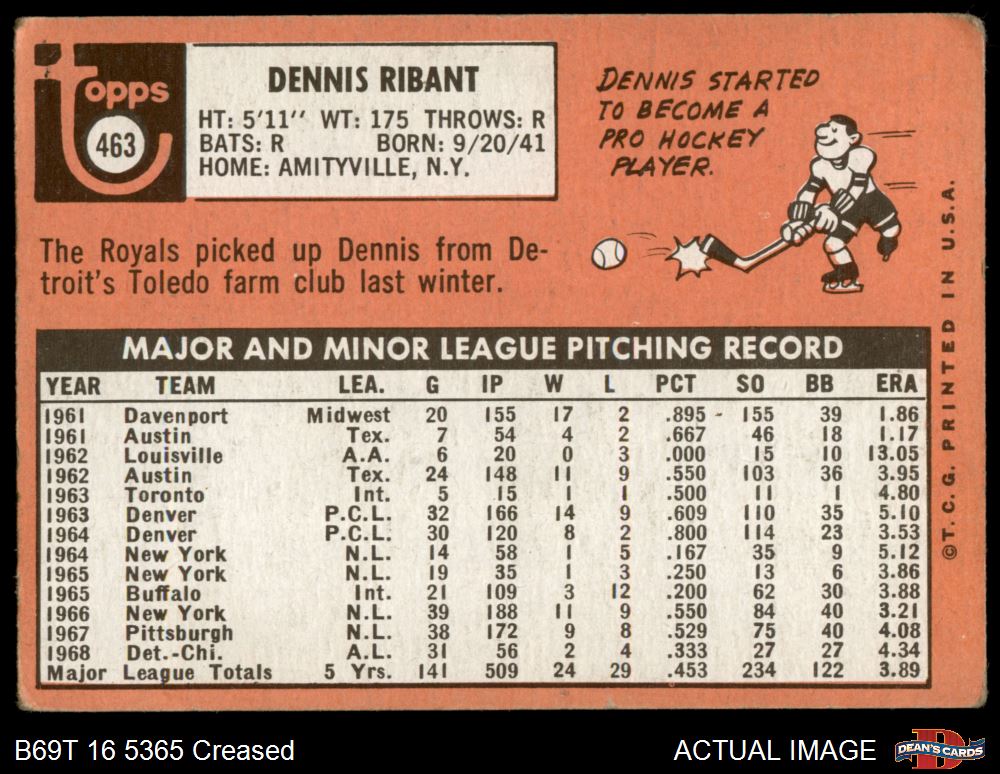 Topps
463
DENNIS RIBANT
HT: 5'11" WT: 175 THROWS: R
BATS: R BORN: 9/20/41
HOME: AMITYVILLE, N.Y.
DENNIS STARTED
TO BECOME A
PRO HOCKEY
PLAYER.
The Royals picked up Dennis from De-
troit's Toledo farm club last winter.
MAJOR AND MINOR LEAGUE PITCHING RECORD
YEAR TEAM LEA. G IP W L PCT SO BB ERA
1961 Davenport Midwest 20 155 17 2 .895 155 39 1.86
1961 Austin Tex. 7 54 4 2 .667 46 18 1.17
1962 Louisville A.A. 6 20 0 3 .000 15 10 13.05
1962 Austin Tex. 24 148 11 9 .550 103 36 3.95
1963 Toronto Int. 5 15 1 1 .500 11 1 4.80
1963 Denver P.C.L. 32 166 14 9 .609 110 35 5.10
1964 Denver P.C.L. 30 120 8 2 .800 114 23 3.53
1964 New York N.L. 14 58 1 5 .167 35 9 5.12
1965 New York N.L. 19 35 1 3 .250 13 6 3.86
1965 Buffalo Int. 21 109 3 12 .200 62 30 3.88
1966 New York N.L. 39 188 11 9 .550 84 40 3.21
1967 Pittsburgh N.L. 38 172 9 8 .529 75 40 4.08
1968 Det.-Chi. A.L. 31 56 2 4 .333 27 27 4.34
Major League Totals 5 Yrs. 141 509 24 29 .453 234 122 3.89
©T.C.G. PRINTED IN U.S.A.
B69T 16 5365 Creased
ACTUAL IMAGE
D
DEAN'S CARDS